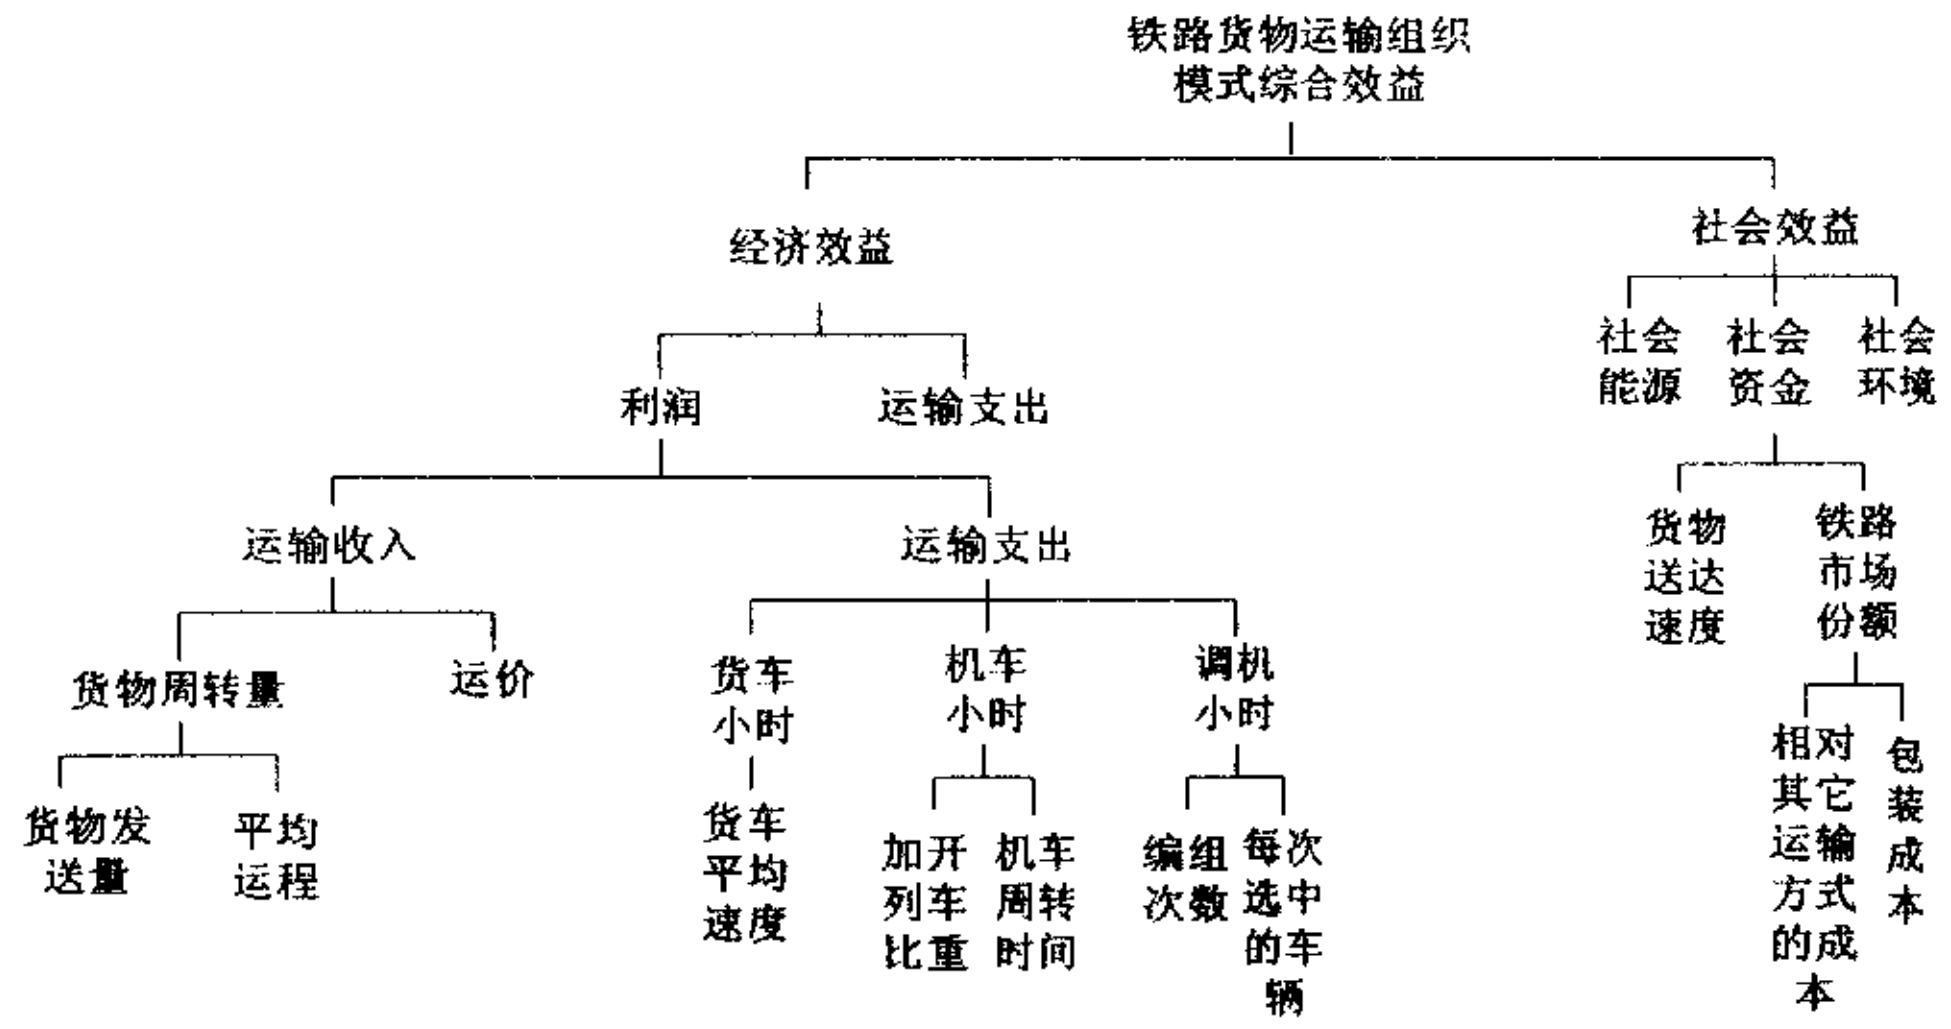 铁路货物运输组织
模式综合效益
经济效益
社会效益
社会
能源
社会
资金
社会
环境
利润
运输支出
货物
送达
速度
铁路
市场
份额
运输收入
运输支出
货物周转量
运价
货车
小时
机车
小时
调机
小时
相对
其它
运输
方式
的成
本
包
装
成
本
货物发
送量
平均
运程
货车
平均
速度
加开
列车
比重
机车
周转
时间
编组
次数
每次
选中
的车
辆